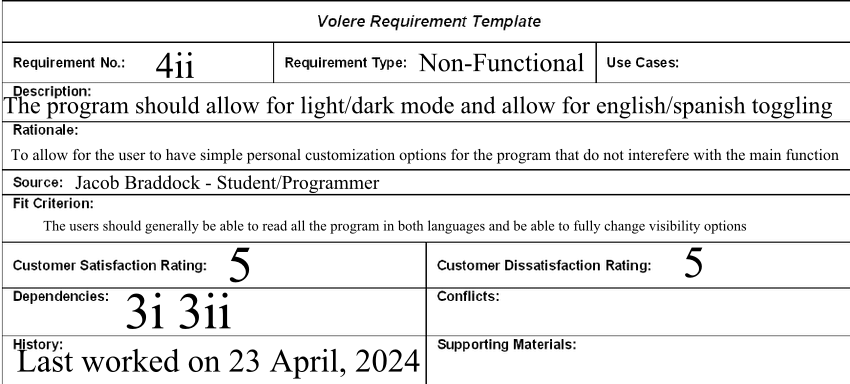 Volere Requirement Template
Requirement No.: 4ii Requirement Type: Non-Functional Use Cases:
Description:
The program should allow for light/dark mode and allow for english/spanish toggling
Rationale:
To allow for the user to have simple personal customization options for the program that do not interefere with the main function
Source: Jacob Braddock - Student/Programmer
Fit Criterion:
The users should generally be able to read all the program in both languages and be able to fully change visibility options
Customer Satisfaction Rating: 5 Customer Dissatisfaction Rating: 5
Dependencies: 3i 3ii Conflicts:
History: Supporting Materials:
Last worked on 23 April, 2024